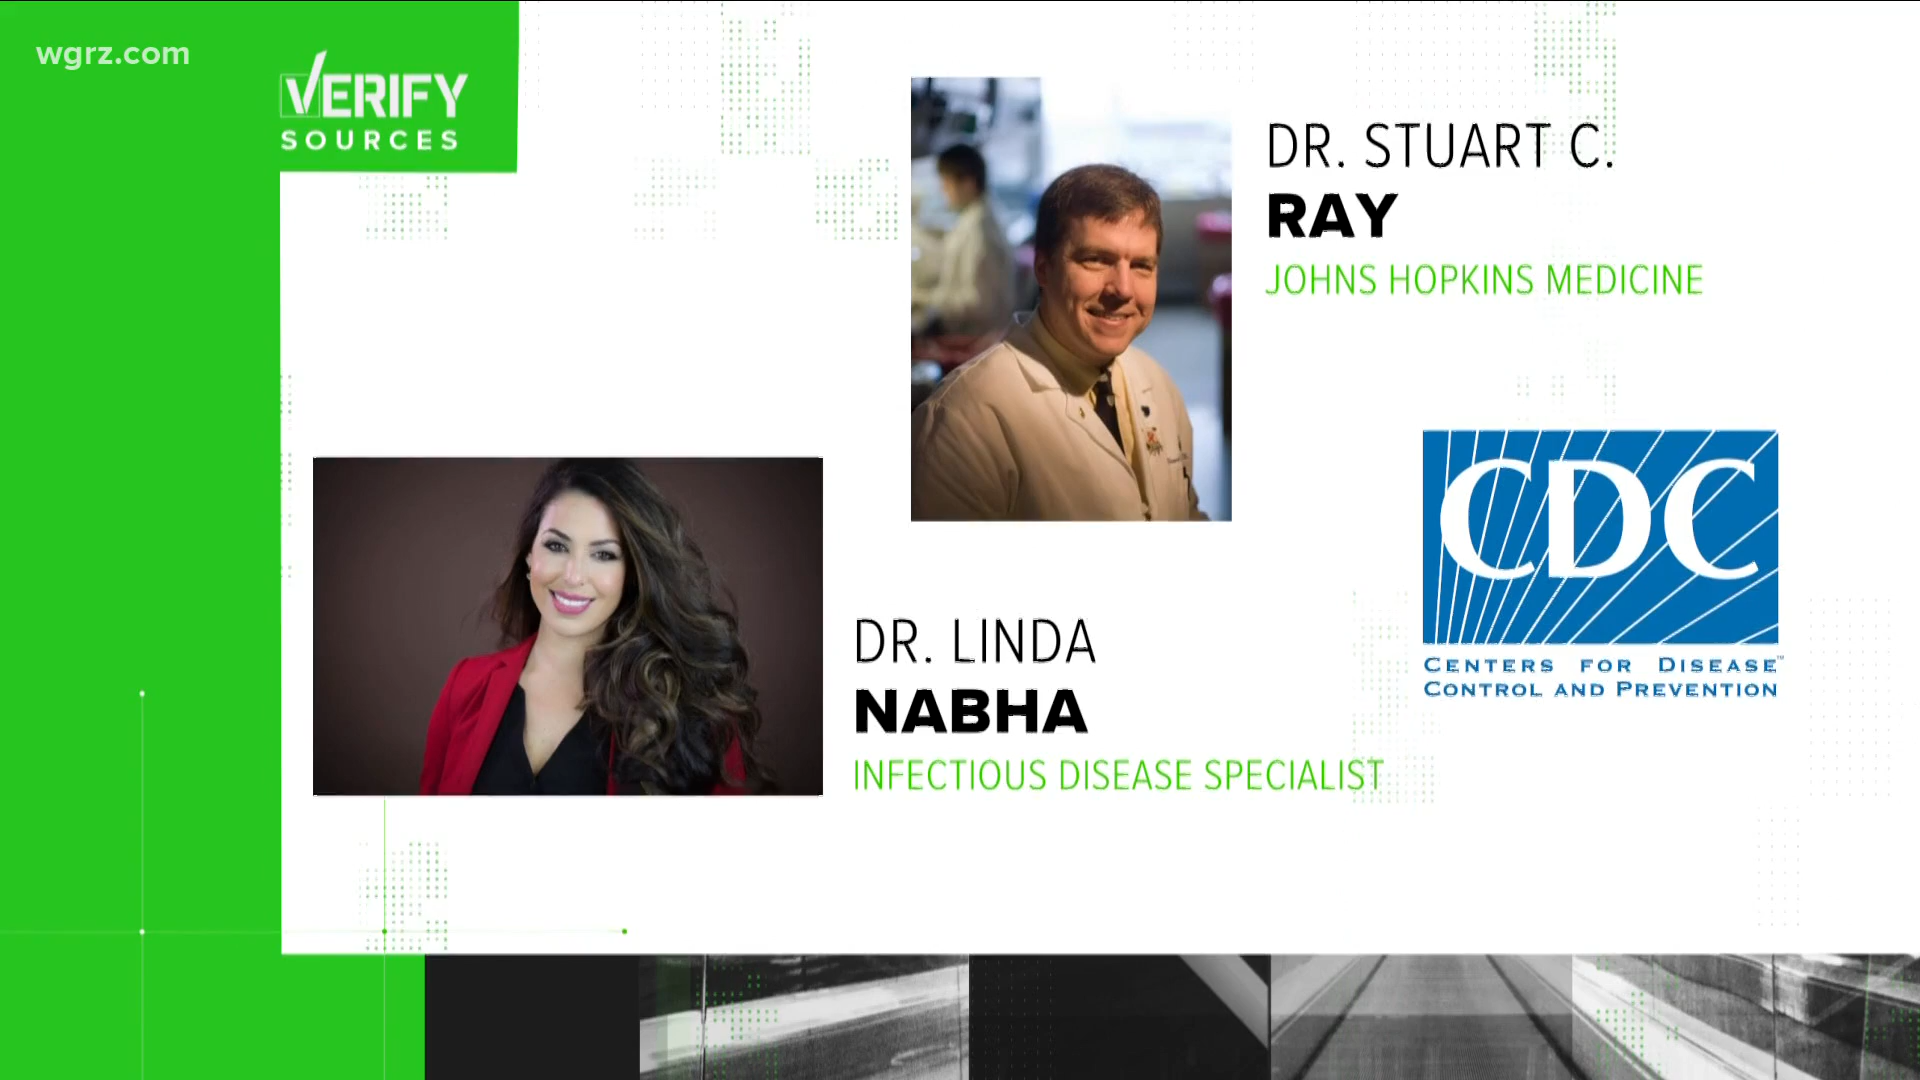 wgrz.com
VERIFY
SOURCES
DR. STUART C.
RAY
JOHNS HOPKINS MEDICINE
CDC
CENTERS FOR DISEASE™
CONTROL AND PREVENTION
DR. LINDA
NABHA
INFECTIOUS DISEASE SPECIALIST